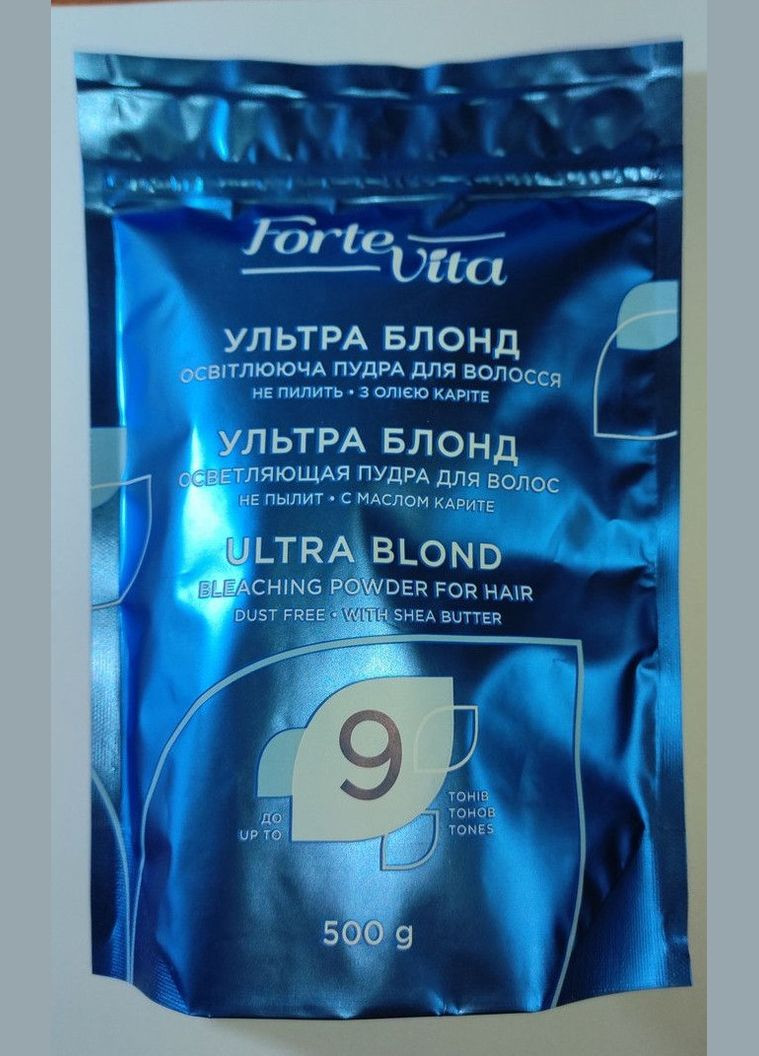 Forte Vita
УЛЬТРА БЛОНД
ОСВІТЛЮЮЧА ПУДРА ДЛЯ ВОЛОССЯ
НЕ ПИЛИТЬ • З ОЛІЄЮ КАРІТЕ
УЛЬТРА БЛОНД
ОСВЕТЛЯЮЩАЯ ПУДРА ДЛЯ ВОЛОС
НЕ ПЫЛИТ • С МАСЛОМ КАРИТЕ
ULTRA BLOND
BLEACHING POWDER FOR HAIR
DUST FREE • WITH SHEA BUTTER
9
ДО
UP TO
ТОНІВ
ТОНОВ
TONES
500 g